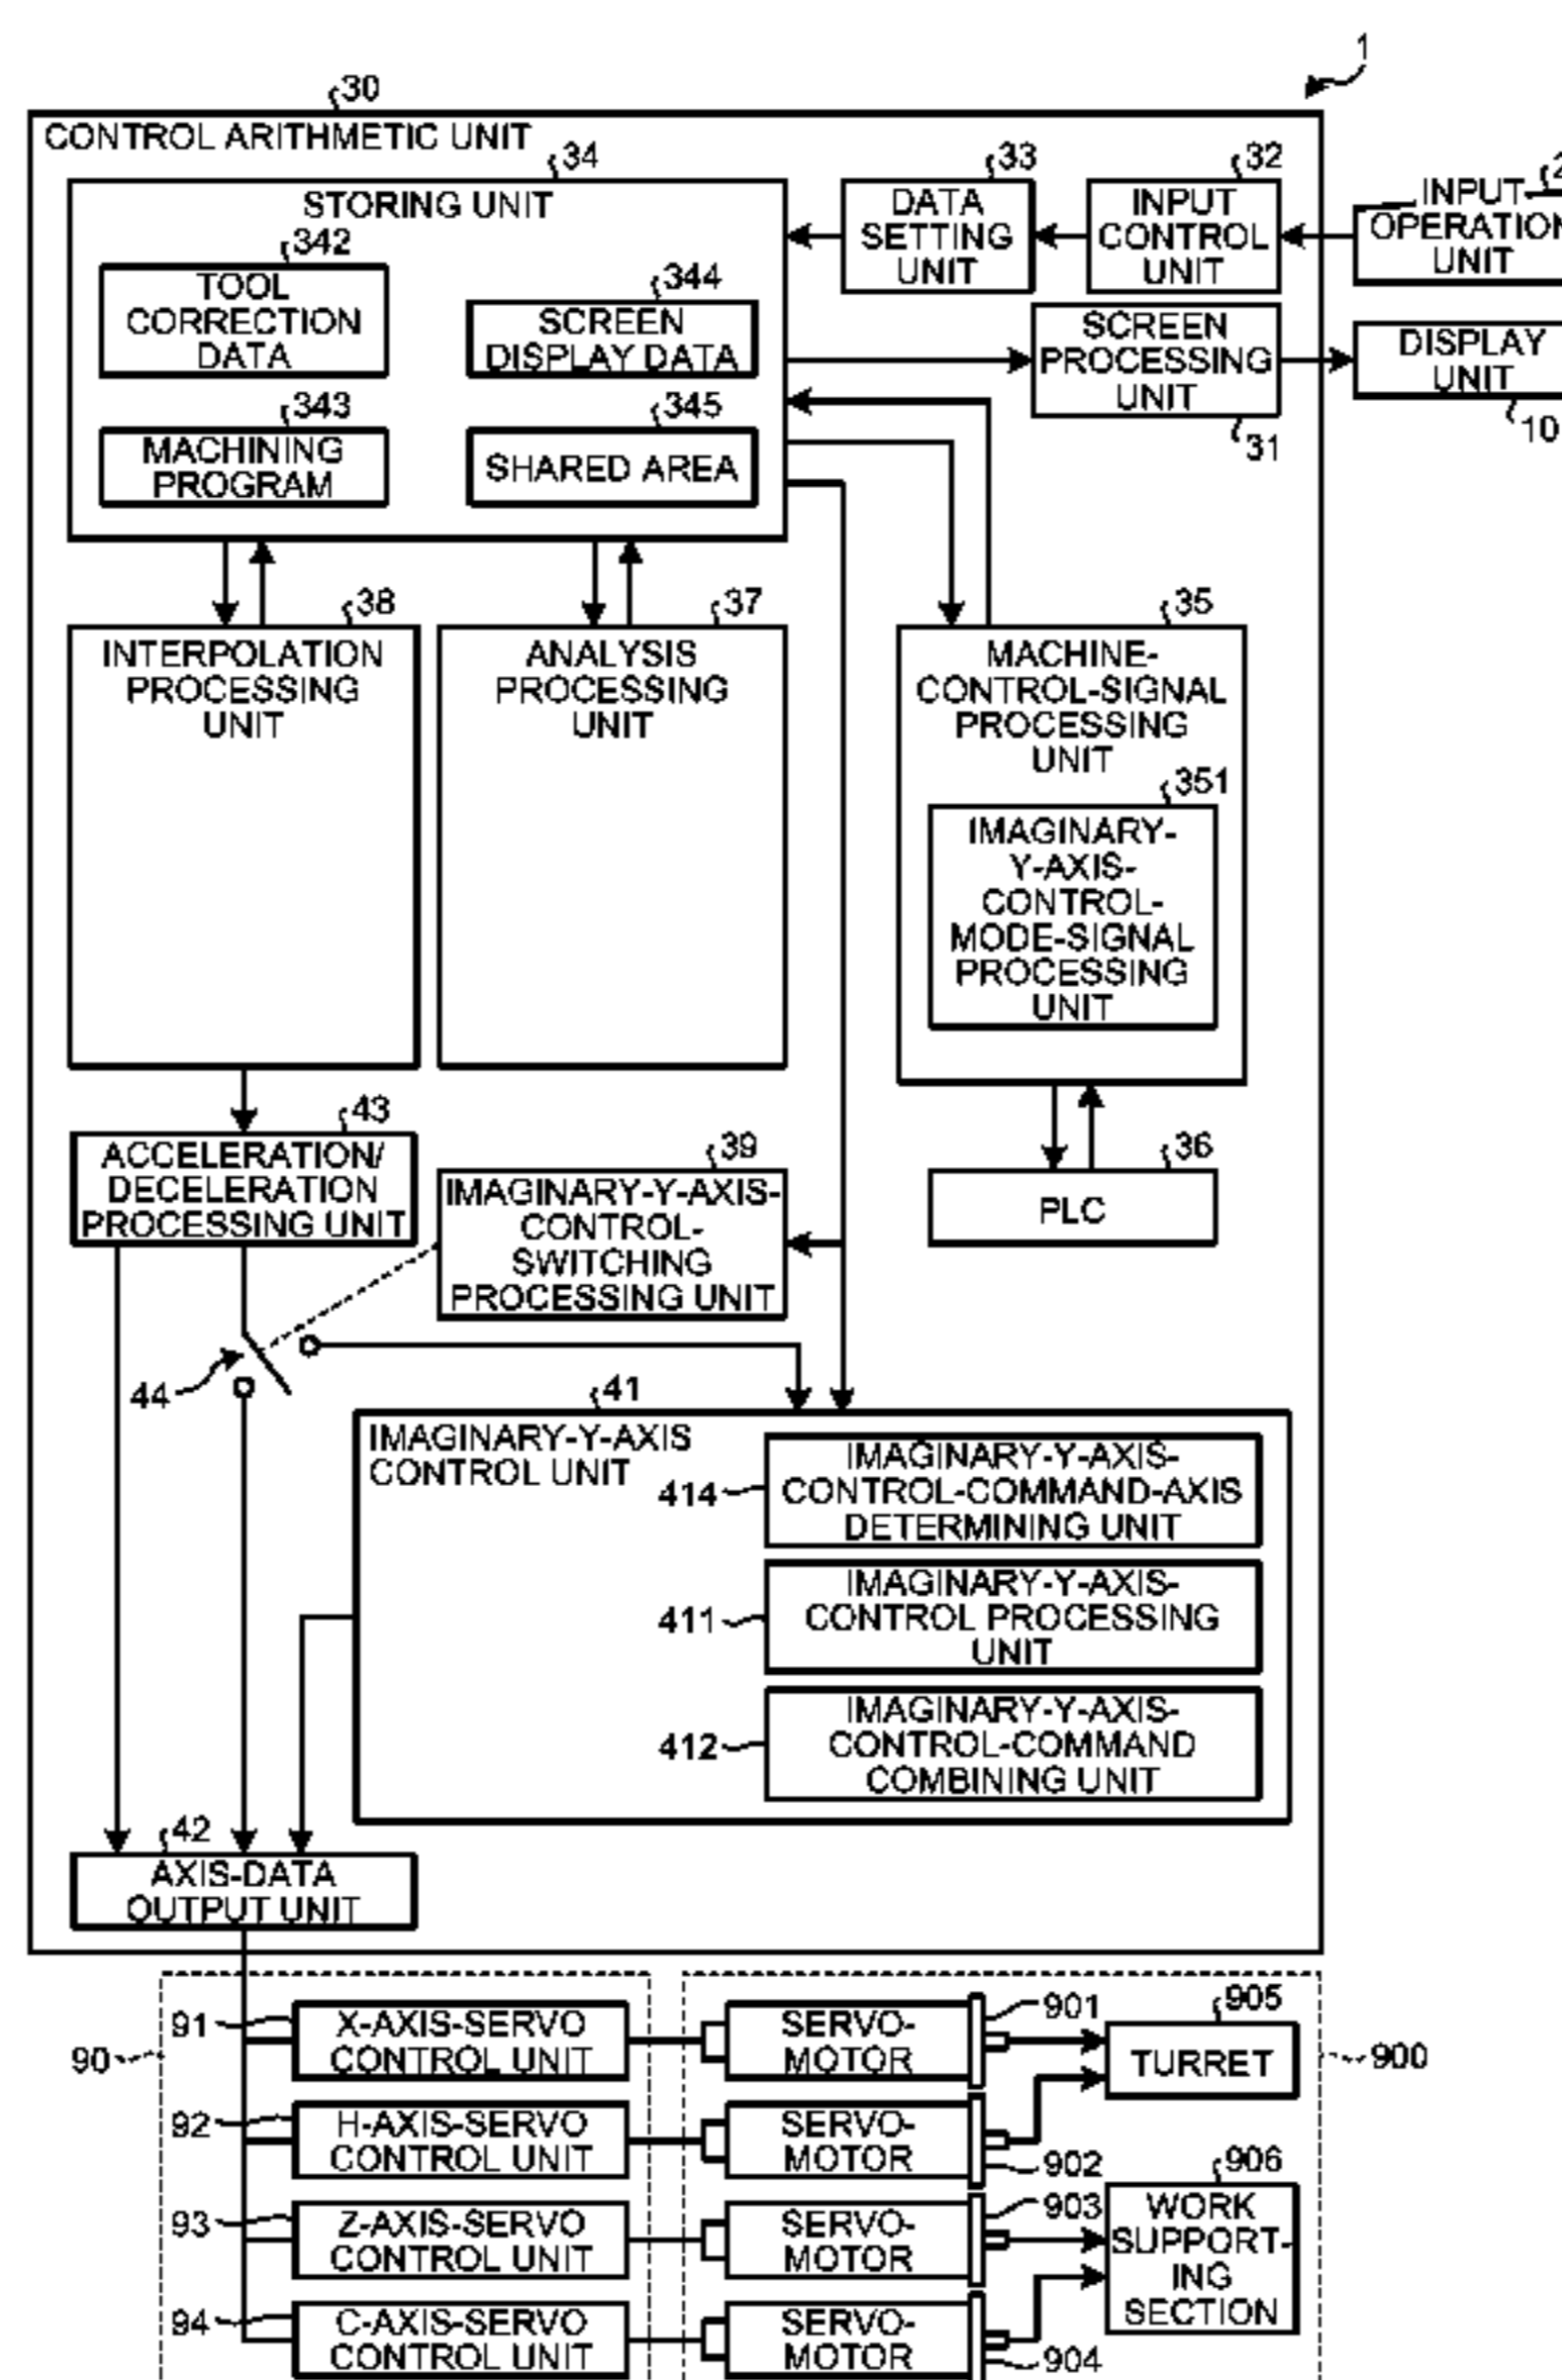 1
30
CONTROL ARITHMETIC UNIT
34
STORING UNIT
342
TOOL
CORRECTION
DATA
344
SCREEN
DISPLAY DATA
343
MACHINING
PROGRAM
345
SHARED AREA
33
DATA
SETTING
UNIT
32
INPUT
CONTROL
UNIT
INPUT
OPERATION
UNIT
SCREEN
PROCESSING
UNIT
31
DISPLAY
UNIT
10
38
INTERPOLATION
PROCESSING
UNIT
37
ANALYSIS
PROCESSING
UNIT
35
MACHINE-
CONTROL-SIGNAL
PROCESSING
UNIT
351
IMAGINARY-
Y-AXIS-
CONTROL-
MODE-SIGNAL
PROCESSING
UNIT
43
ACCELERATION/
DECELERATION
PROCESSING UNIT
39
IMAGINARY-Y-AXIS-
CONTROL-
SWITCHING
PROCESSING UNIT
36
PLC
44
41
IMAGINARY-Y-AXIS
CONTROL UNIT
414
IMAGINARY-Y-AXIS-
CONTROL-COMMAND-AXIS
DETERMINING UNIT
411
IMAGINARY-Y-AXIS-
CONTROL PROCESSING
UNIT
412
IMAGINARY-Y-AXIS-
CONTROL-COMMAND
COMBINING UNIT
42
AXIS-DATA
OUTPUT UNIT
90
91
X-AXIS-SERVO
CONTROL UNIT
SERVO-
MOTOR
901
905
TURRET
900
92
H-AXIS-SERVO
CONTROL UNIT
SERVO-
MOTOR
902
93
Z-AXIS-SERVO
CONTROL UNIT
SERVO-
MOTOR
903
906
WORK
SUPPORT-
ING
SECTION
94
C-AXIS-SERVO
CONTROL UNIT
SERVO-
MOTOR
904